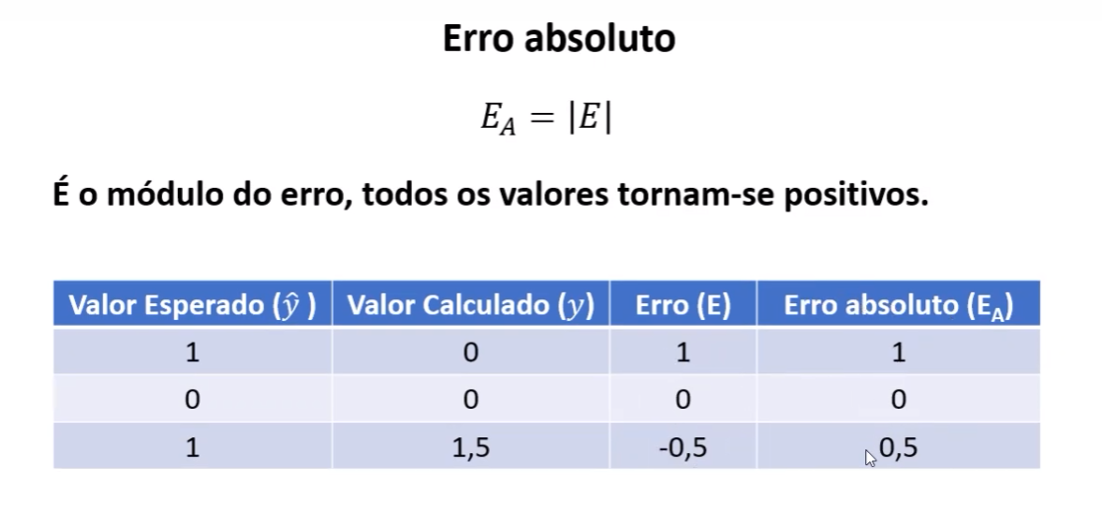 Erro absoluto
E_A = |E|
É o módulo do erro, todos os valores tornam-se positivos.
Valor Esperado (ŷ ) Valor Calculado (y) Erro (E) Erro absoluto (E_A)
1 0 1 1
0 0 0 0
1 1,5 -0,5 0,5